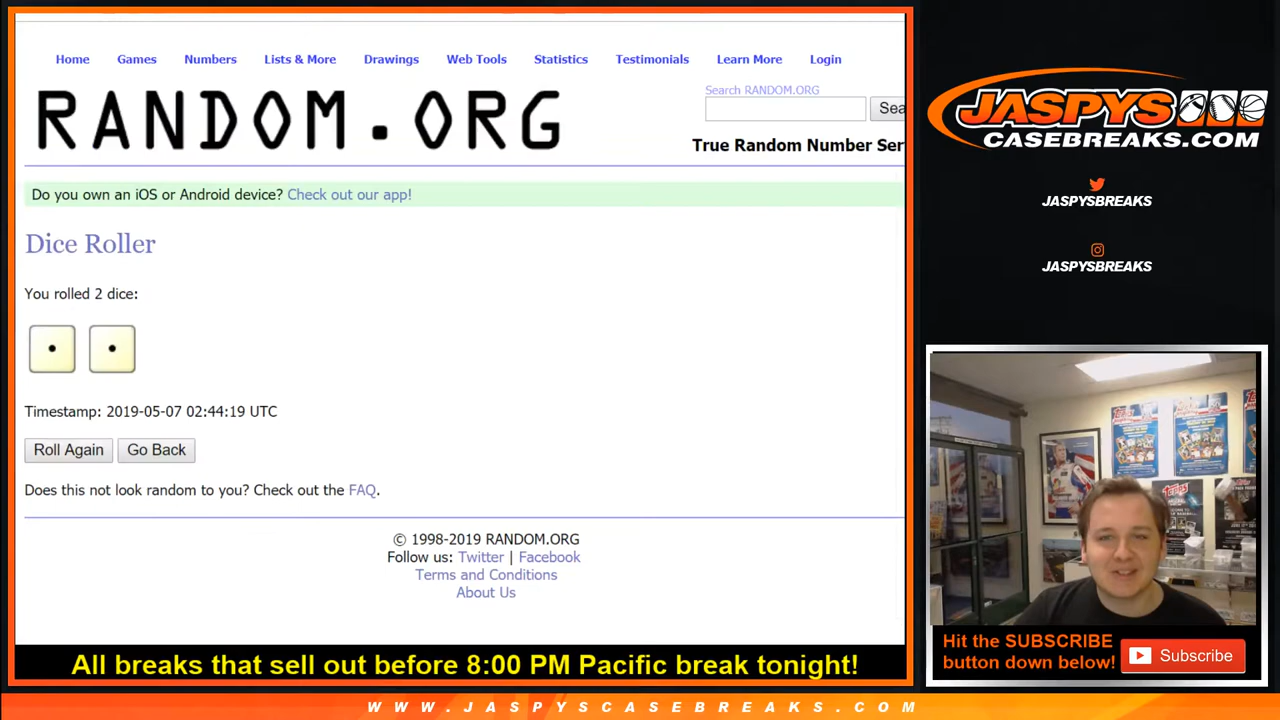 Home Games Numbers Lists & More Drawings Web Tools Statistics Testimonials Learn More Login
Search RANDOM.ORG
RANDOM.ORG
Sea
True Random Number Ser
Do you own an iOS or Android device? Check out our app!
Dice Roller
You rolled 2 dice:
Timestamp: 2019-05-07 02:44:19 UTC
Roll Again Go Back
Does this not look random to you? Check out the FAQ.
© 1998-2019 RANDOM.ORG
Follow us: Twitter | Facebook
Terms and Conditions
About Us
All breaks that sell out before 8:00 PM Pacific break tonight!
JASPYS
CASEBREAKS.COM
JASPYSBREAKS
JASPYSBREAKS
TOPPS
TOPPS
TOPPS
Hit the SUBSCRIBE
button down below!
Subscribe
WWW.JASPYSCASEBREAKS.COM